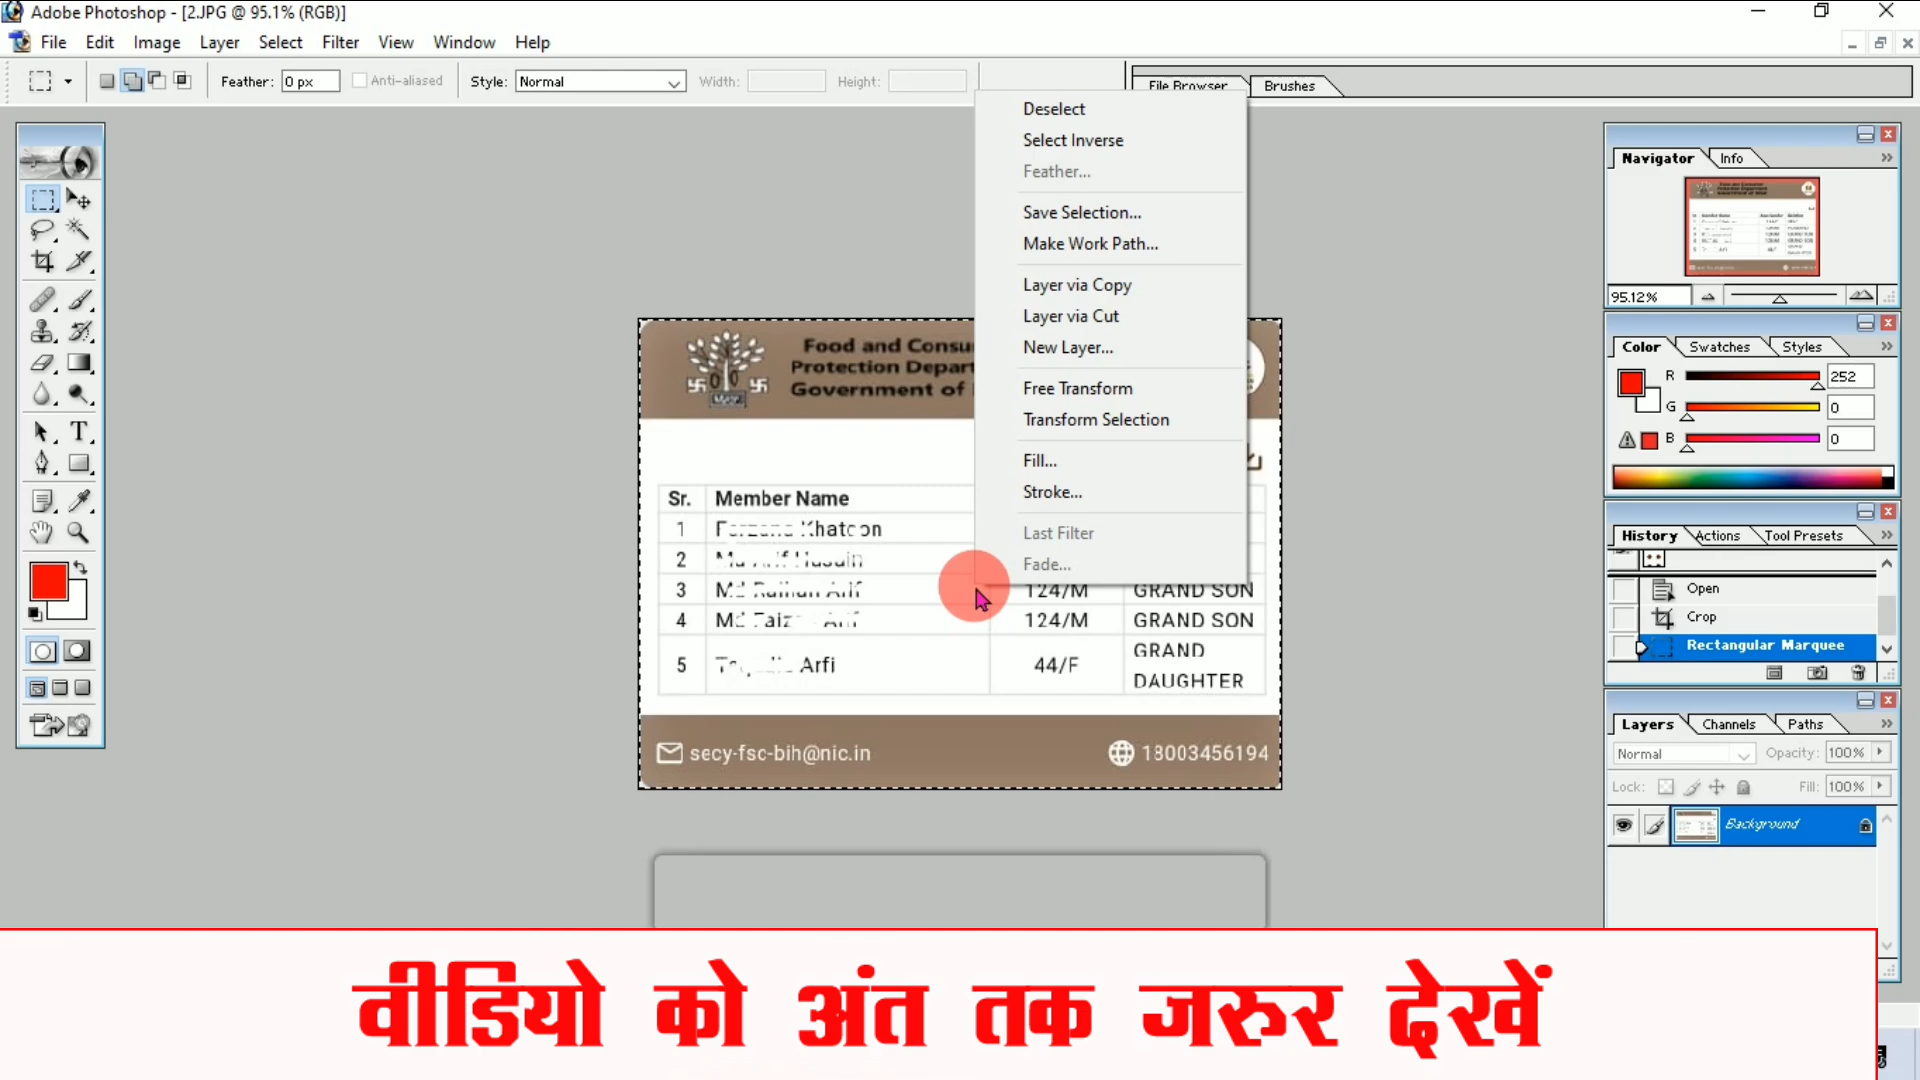 Adobe Photoshop - [2.JPG @ 95.1% (RGB)]
File Edit Image Layer Select Filter View Window Help
Feather: 0 px Anti-aliased Style: Normal Width: Height:
File Browser Brushes
Deselect
Select Inverse
Feather...
Save Selection...
Make Work Path...
Layer via Copy
Layer via Cut
New Layer...
Free Transform
Transform Selection
Fill...
Stroke...
Last Filter
Fade...
Food and Consu
Protection Depar
Government of
Sr. Member Name
1 Khatoon
2
3 Arif 124/M GRAND SON
4 124/M GRAND SON
5 Arfi 44/F GRAND
DAUGHTER
secy-fsc-bih@nic.in 18003456194
Navigator Info
95.12%
Color Swatches Styles
R 252
G 0
B 0
History Actions Tool Presets
Open
Crop
Rectangular Marquee
Layers Channels Paths
Normal Opacity: 100%
Lock: Fill: 100%
Background
वीडियो को अंत तक जरुर देखें